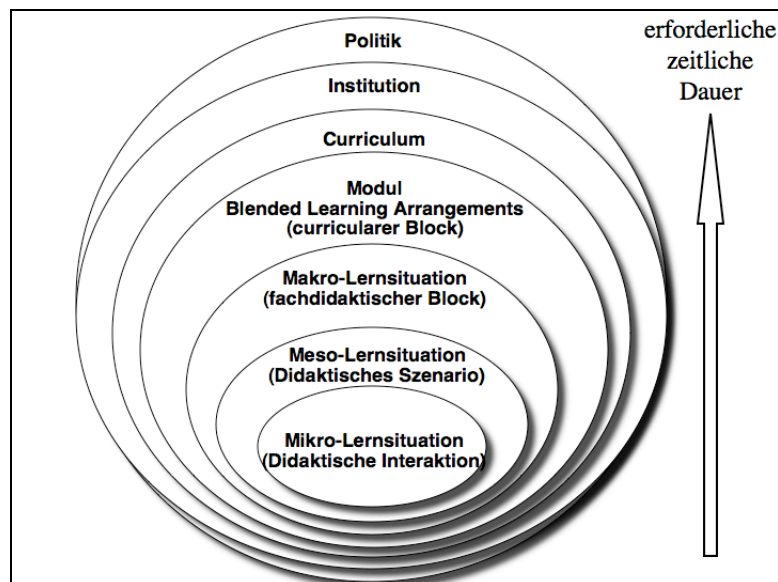 Politik
Institution
Curriculum
Modul
Blended Learning Arrangements
(curricularer Block)
Makro-Lernsituation
(fachdidaktischer Block)
Meso-Lernsituation
(Didaktisches Szenario)
Mikro-Lernsituation
(Didaktische Interaktion)
erforderliche
zeitliche
Dauer